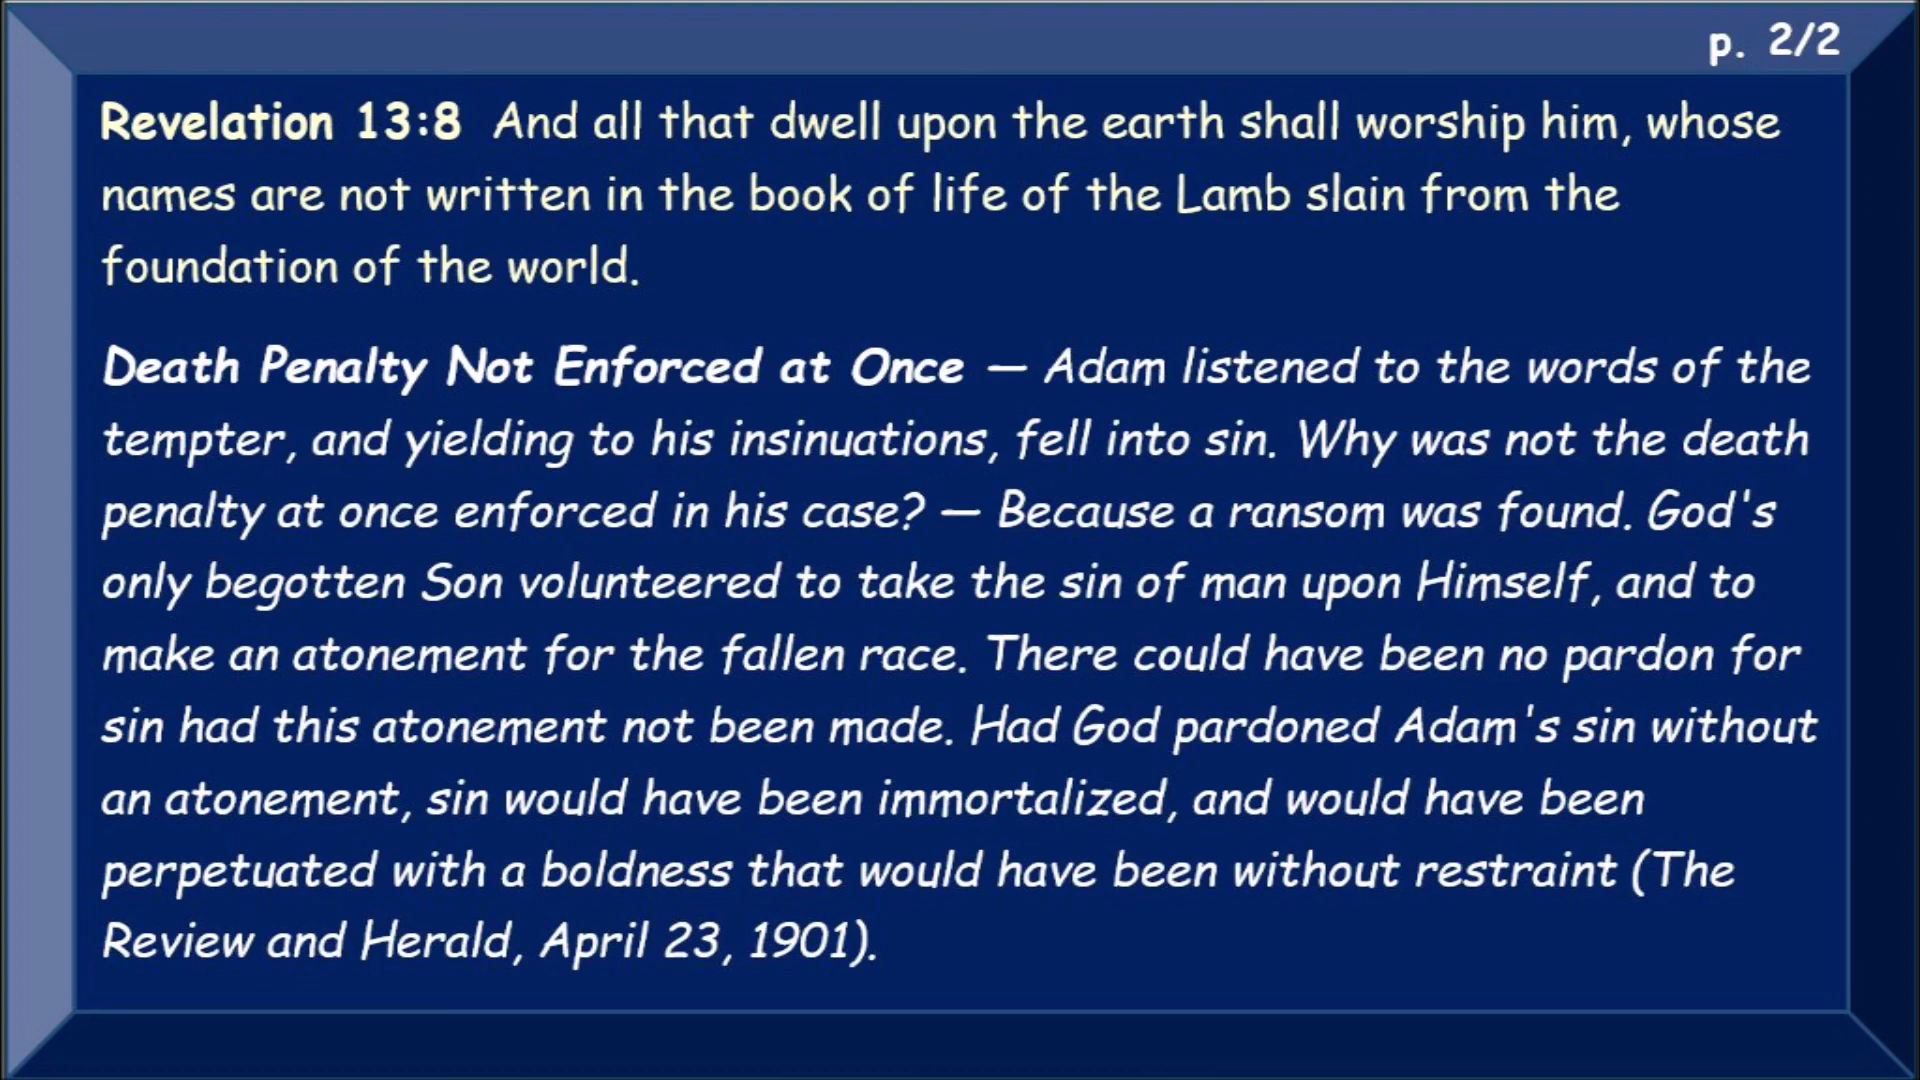 p. 2/2
Revelation 13:8 And all that dwell upon the earth shall worship him, whose
names are not written in the book of life of the Lamb slain from the
foundation of the world.
Death Penalty Not Enforced at Once — Adam listened to the words of the
tempter, and yielding to his insinuations, fell into sin. Why was not the death
penalty at once enforced in his case? — Because a ransom was found. God's
only begotten Son volunteered to take the sin of man upon Himself, and to
make an atonement for the fallen race. There could have been no pardon for
sin had this atonement not been made. Had God pardoned Adam's sin without
an atonement, sin would have been immortalized, and would have been
perpetuated with a boldness that would have been without restraint (The
Review and Herald, April 23, 1901).